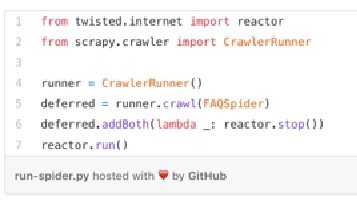 1 from twisted.internet import reactor
2 from scrapy.crawler import CrawlerRunner
3
4 runner = CrawlerRunner()
5 deferred = runner.crawl(FAQSpider)
6 deferred.addBoth(lambda _: reactor.stop())
7 reactor.run()
run-spider.py hosted with ❤ by GitHub